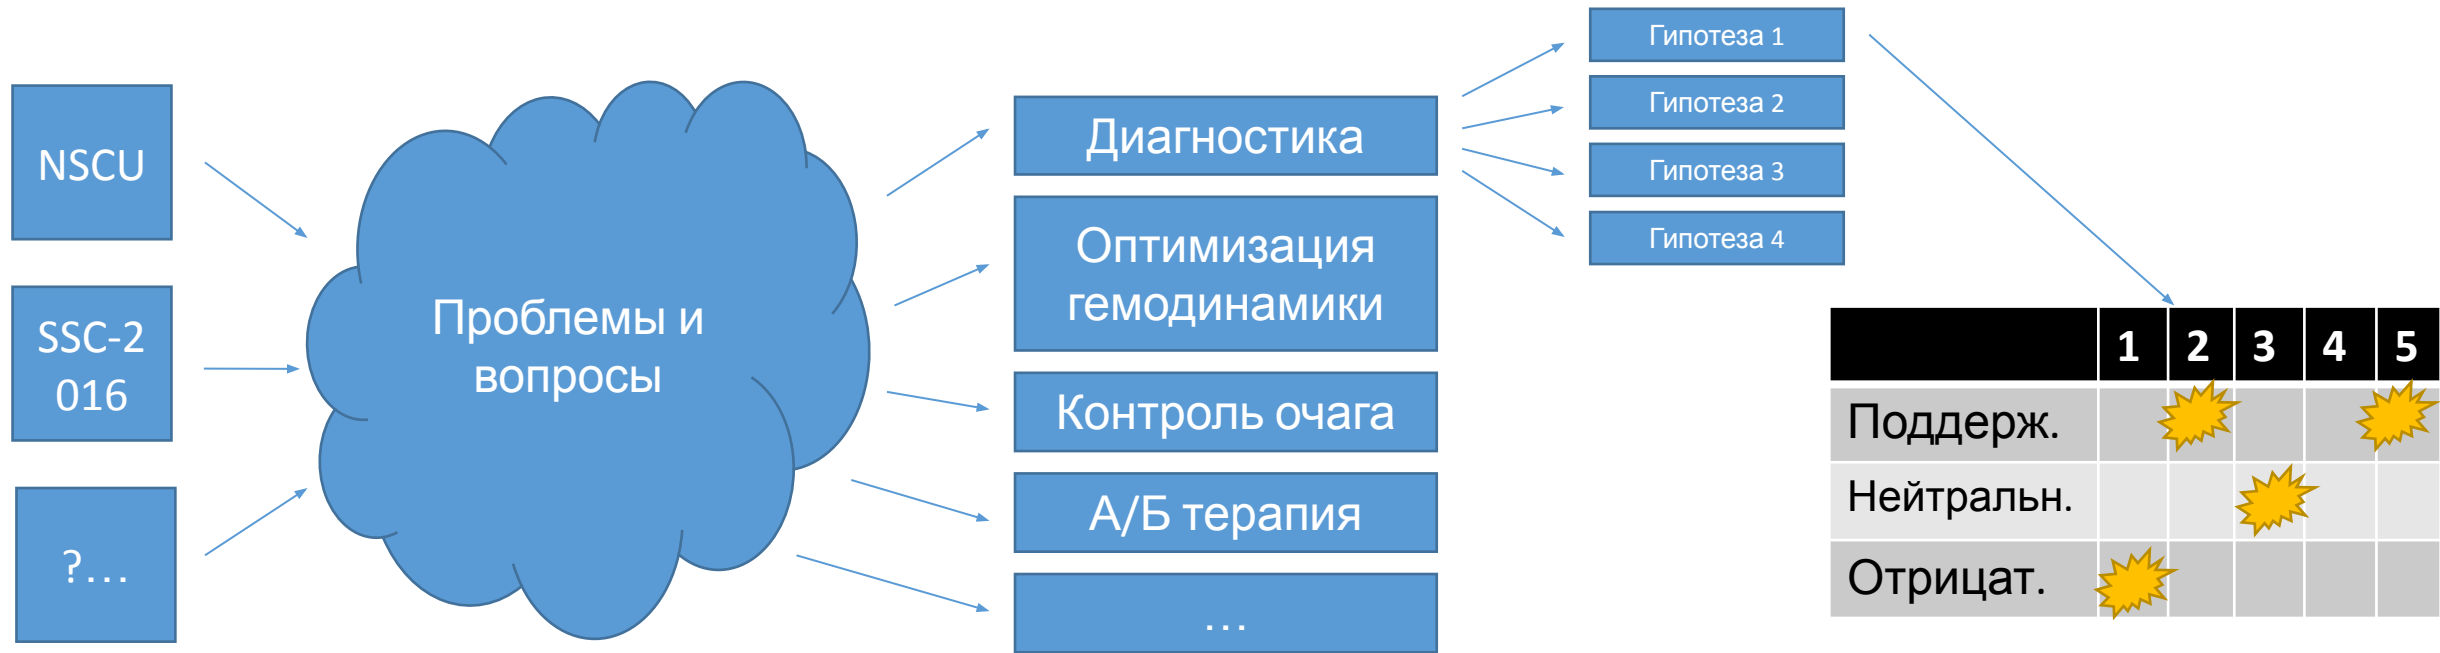 NSCU
SSC-2
016
?...
Проблемы и
вопросы
Диагностика
Оптимизация
гемодинамики
Контроль очага
А/Б терапия
...
Гипотеза 1
Гипотеза 2
Гипотеза 3
Гипотеза 4
1 2 3 4 5
Поддерж.
Нейтральн.
Отрицат.